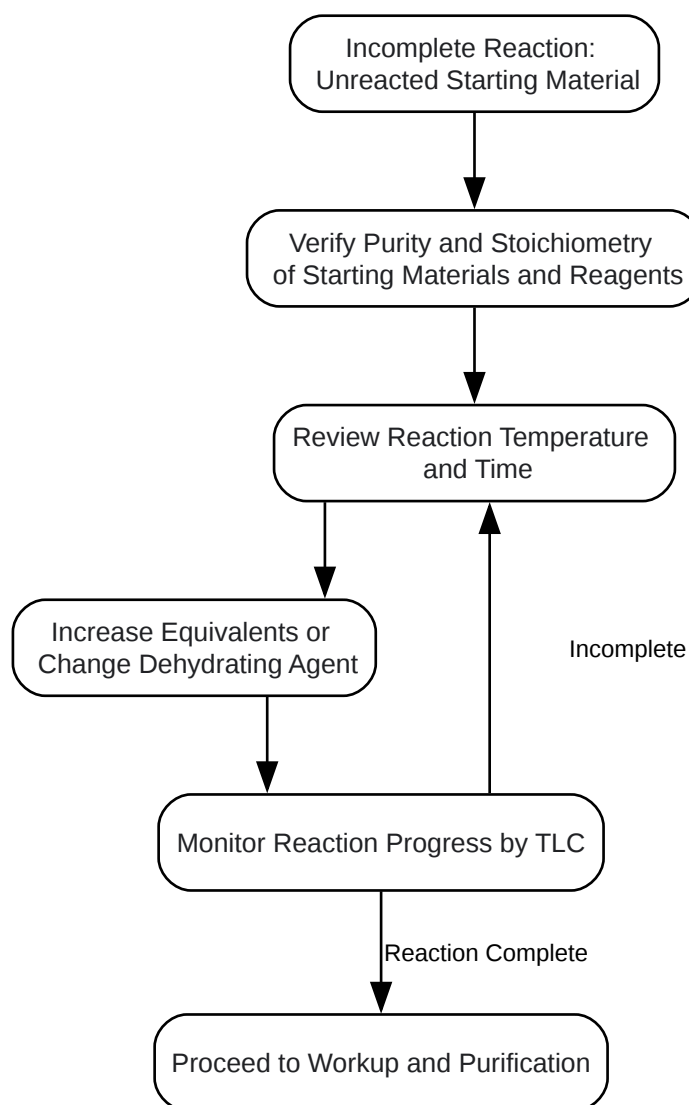 Incomplete Reaction:
Unreacted Starting Material
Verify Purity and Stoichiometry
of Starting Materials and Reagents
Review Reaction Temperature
and Time
Increase Equivalents or
Change Dehydrating Agent
Incomplete
Monitor Reaction Progress by TLC
Reaction Complete
Proceed to Workup and Purification